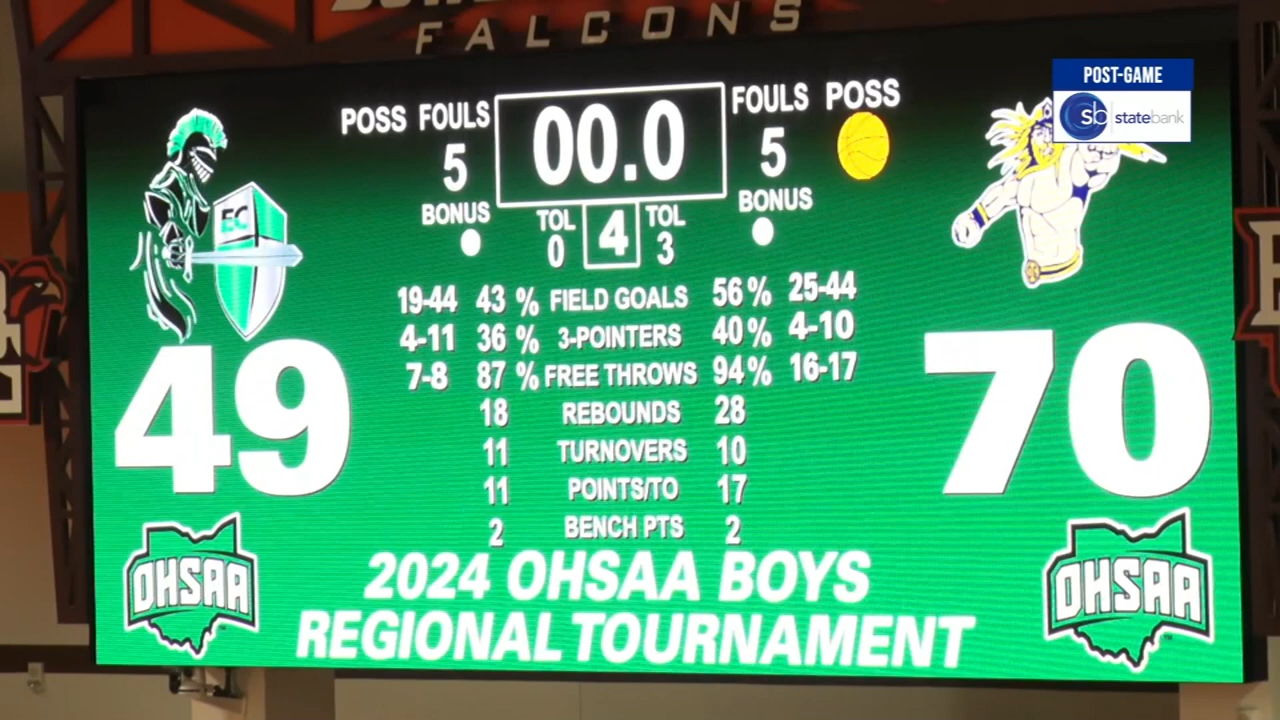 FALCONS
POST-GAME
sb statebank
POSS FOULS 00.0 FOULS POSS
5 5
BONUS TOL 4 TOL BONUS
0 3
EC
19-44 43 % FIELD GOALS 56% 25-44
4-11 36 % 3-POINTERS 40% 4-10
7-8 87 % FREE THROWS 94% 16-17
49 70
18 REBOUNDS 28
11 TURNOVERS 10
11 POINTS/TO 17
2 BENCH PTS 2
OHSAA OHSAA
2024 OHSAA BOYS
REGIONAL TOURNAMENT